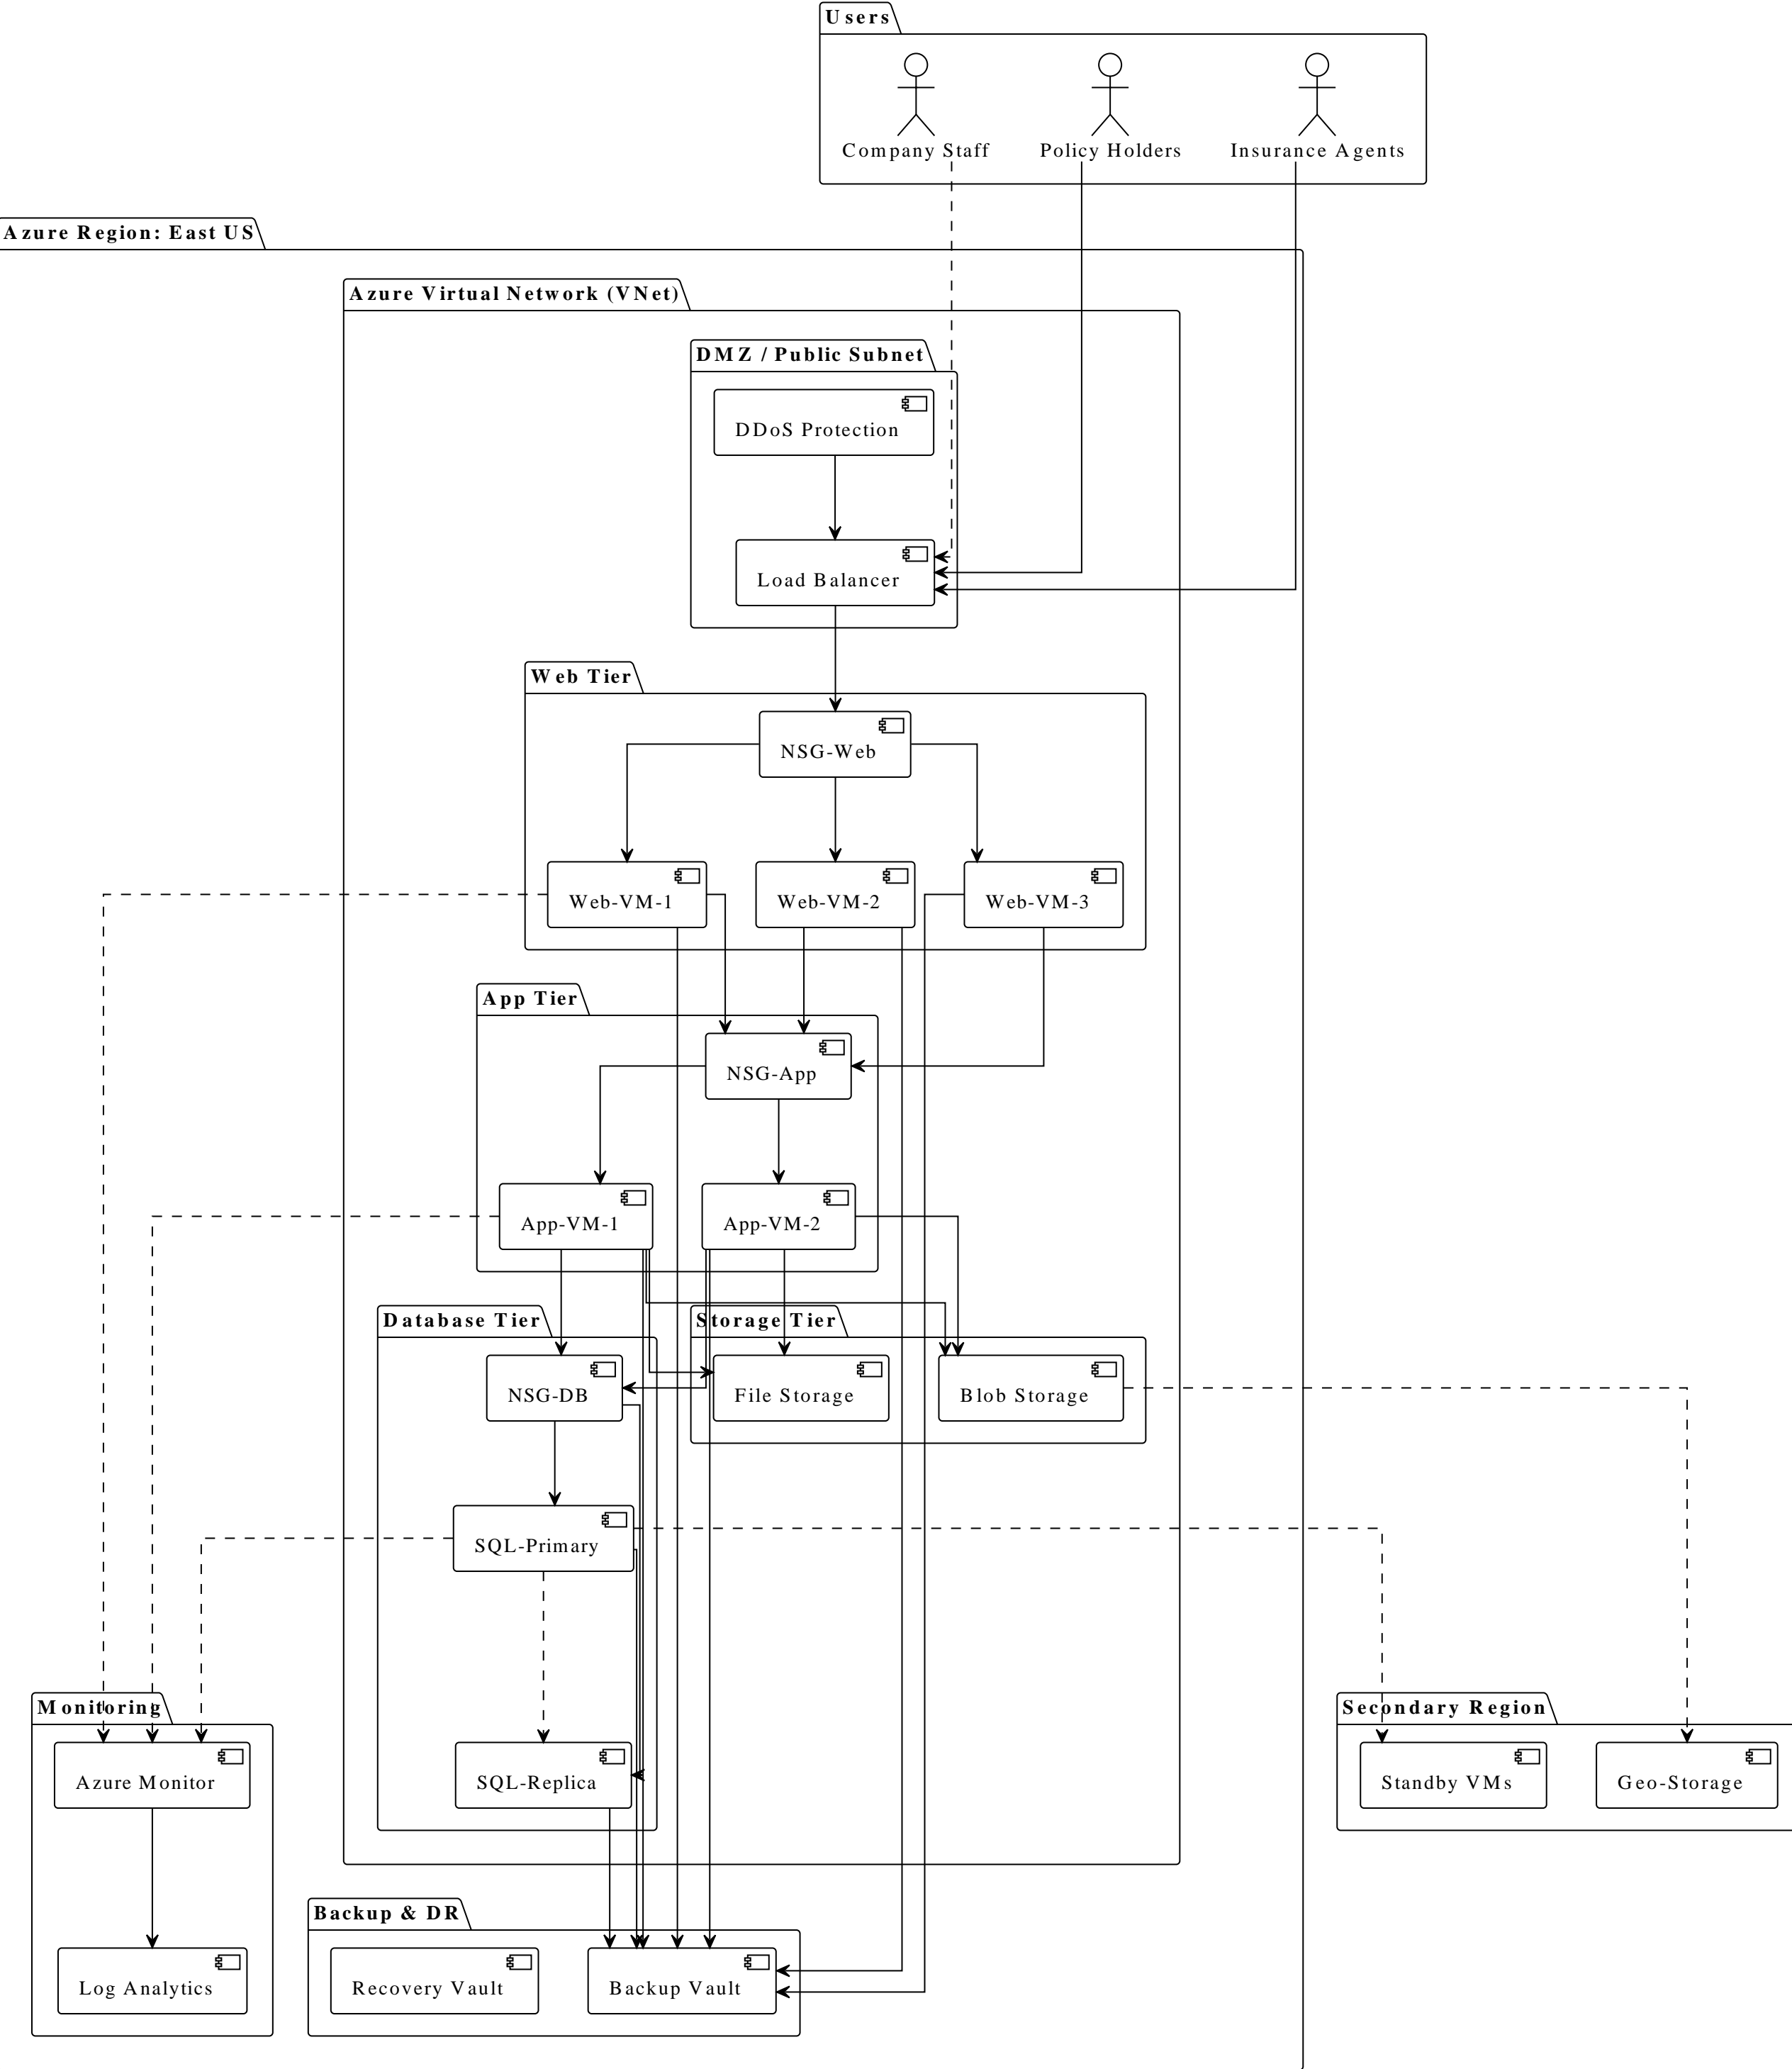 Users
Company Staff
Policy Holders
Insurance Agents
Azure Region: East US
Azure Virtual Network (VNet)
DMZ / Public Subnet
DDoS Protection
Load Balancer
Web Tier
NSG-Web
Web-VM-1
Web-VM-2
Web-VM-3
App Tier
NSG-App
App-VM-1
App-VM-2
Database Tier
Storage Tier
NSG-DB
File Storage
Blob Storage
SQL-Primary
Monitoring
Secondary Region
Azure Monitor
SQL-Replica
Standby VMs
Geo-Storage
Backup & DR
Log Analytics
Recovery Vault
Backup Vault